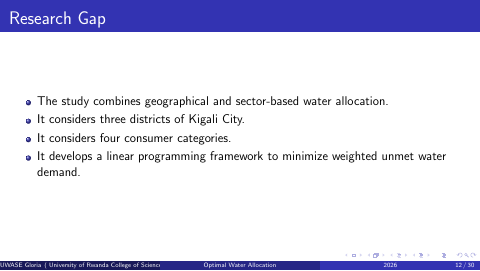 Research Gap
The study combines geographical and sector-based water allocation.
It considers three districts of Kigali City.
It considers four consumer categories.
It develops a linear programming framework to minimize weighted unmet water
demand.
UWASE Gloria ( University of Rwanda College of Science
Optimal Water Allocation
2026
12 / 30